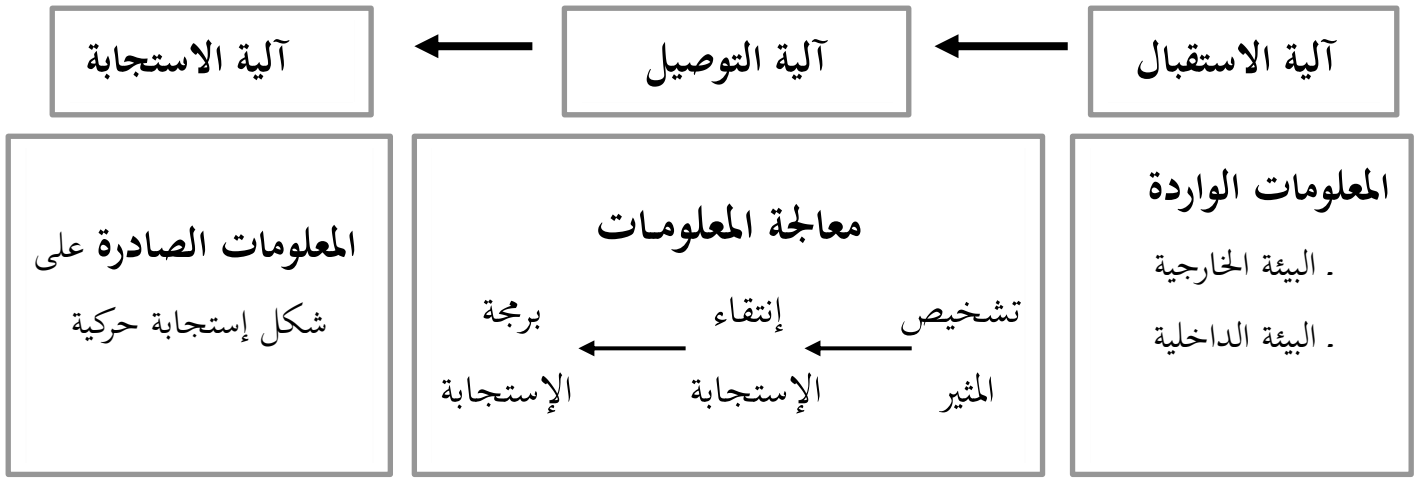 آلية الاستقبال
آلية التوصيل
آلية الاستجابة
المعلومات الواردة
. البيئة الخارجية
. البيئة الداخلية
معالجة المعلومات
تشخيص
المثير
إنتقاء
الإستجابة
برمجة
الإستجابة
المعلومات الصادرة على
شكل إستجابة حركية